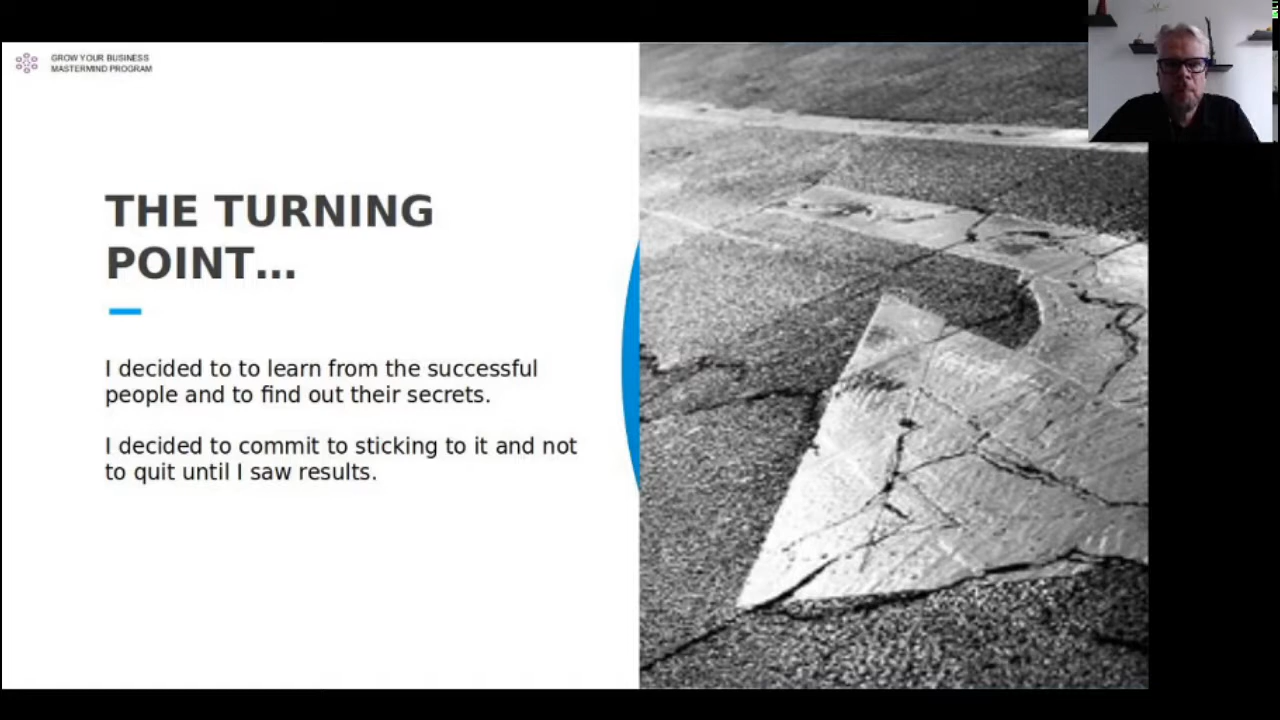 GROW YOUR BUSINESS
MASTERMIND PROGRAM
THE TURNING
POINT...
I decided to to learn from the successful
people and to find out their secrets.
I decided to commit to sticking to it and not
to quit until I saw results.